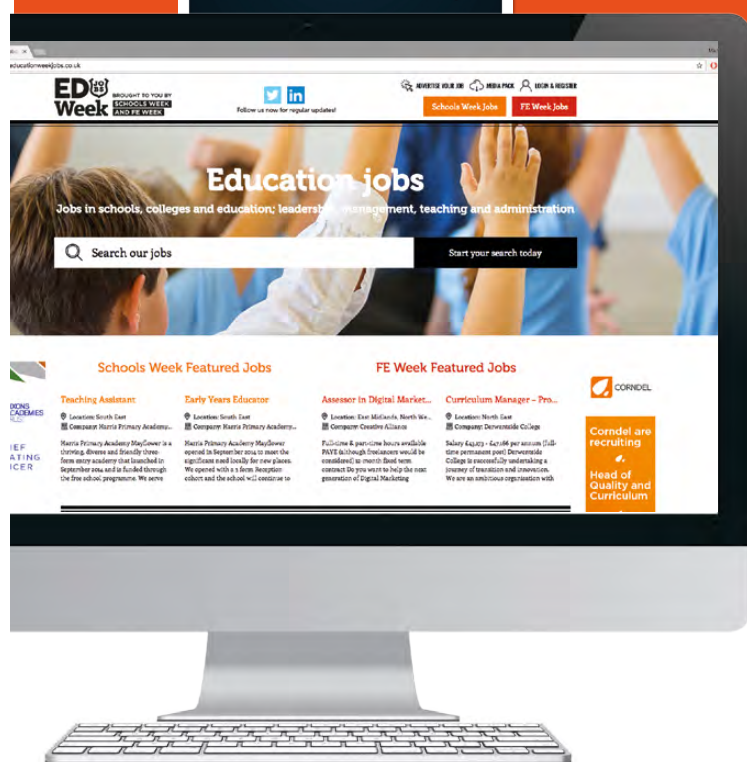 educationweekjobs.co.uk
ED JOBS
Week
BROUGHT TO YOU BY
SCHOOLS WEEK
AND FE WEEK
Follow us now for regular updates!
ADVERTISE YOUR JOB MEDIA PACK LOGIN & REGISTER
Schools Week Jobs FE Week Jobs
Education jobs
Jobs in schools, colleges and education; leadership, management, teaching and administration
Search our jobs
Start your search today
Schools Week Featured Jobs
Teaching Assistant
Location: South East
Company: Harris Primary Academy...
Harris Primary Academy Mayflower is a
thriving, diverse and friendly three-
form entry academy that launched in
September 2014 and is funded through
the free school programme. We serve
Early Years Educator
Location: South East
Company: Harris Primary Academy...
Harris Primary Academy Mayflower
opened in September 2014 to meet the
significant need locally for new places.
We opened with a 2 form Reception
cohort and the school will continue to
FE Week Featured Jobs
Assessor in Digital Market...
Location: East Midlands, North We...
Company: Creative Alliance
Full-time & part-time hours available
PAYE (although freelancers would be
considered) 10 month fixed term
contract Do you want to help the next
generation of Digital Marketing
Curriculum Manager – Pro...
Location: North East
Company: Derwentside College
Salary £43,173 - £47,166 per annum (full-
time permanent post) Derwentside
College is successfully undertaking a
journey of transition and innovation.
We are an ambitious organisation with
CORNDEL
Corndel are
recruiting
Head of
Quality and
Curriculum